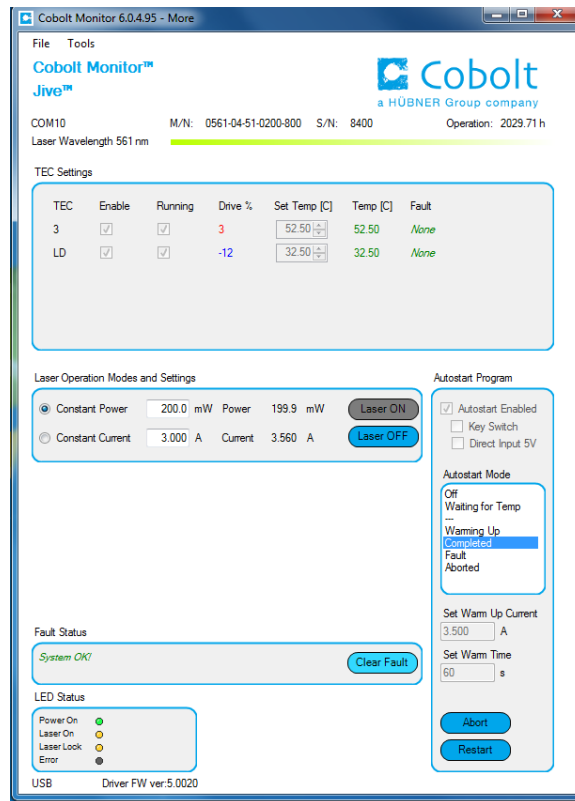 Cobolt Monitor 6.0.4.95 - More
File Tools
Cobolt Monitor™
Jive™
Cobolt
a HÜBNER Group company
COM10 M/N: 0561-04-51-0200-800 S/N: 8400 Operation: 2029.71 h
Laser Wavelength 561 nm
TEC Settings
TEC Enable Running Drive % Set Temp [C] Temp [C] Fault
3 3 52.50 52.50 None
LD -12 32.50 32.50 None
Laser Operation Modes and Settings
Constant Power 200.0 mW Power 199.9 mW Laser ON
Constant Current 3.000 A Current 3.560 A Laser OFF
Autostart Program
Autostart Enabled
Key Switch
Direct Input 5V
Autostart Mode
Off
Waiting for Temp
---
Warming Up
Completed
Fault
Aborted
Set Warm Up Current
3.500 A
Set Warm Time
60 s
Abort
Restart
Fault Status
System OK!
Clear Fault
LED Status
Power On
Laser On
Laser Lock
Error
USB Driver FW ver:5.0020